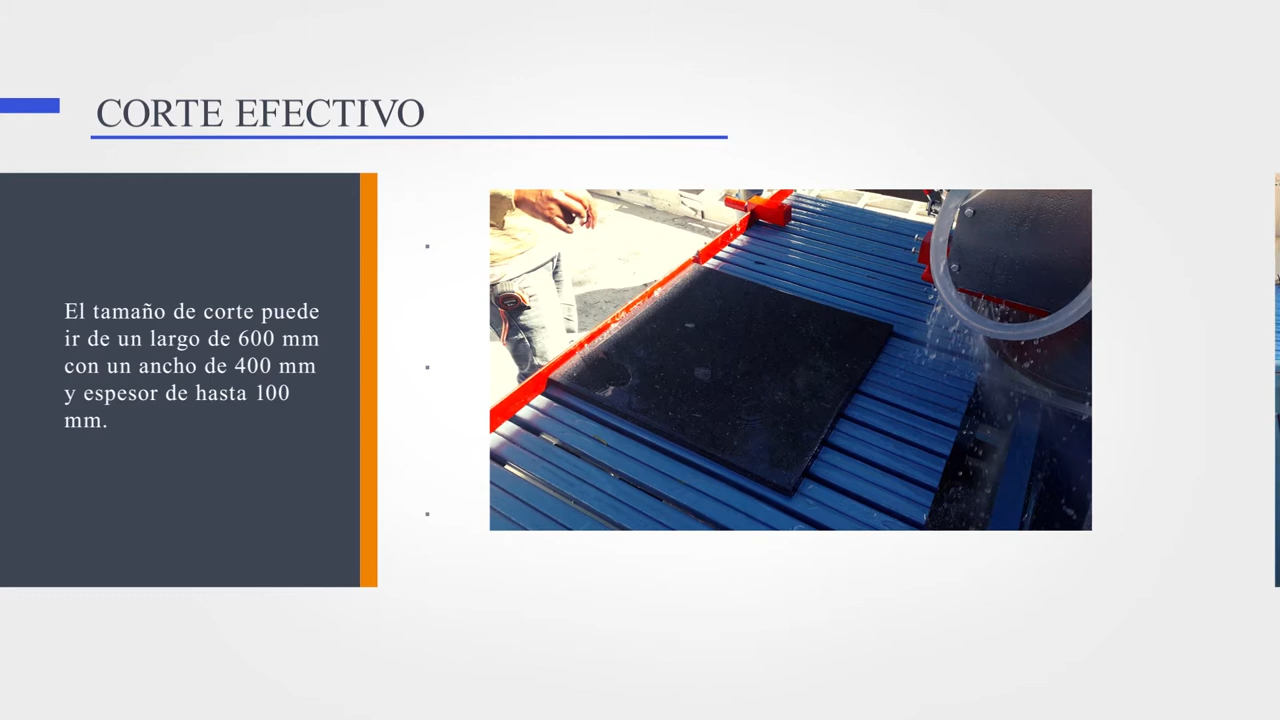 CORTE EFECTIVO
El tamaño de corte puede
ir de un largo de 600 mm
con un ancho de 400 mm
y espesor de hasta 100
mm.